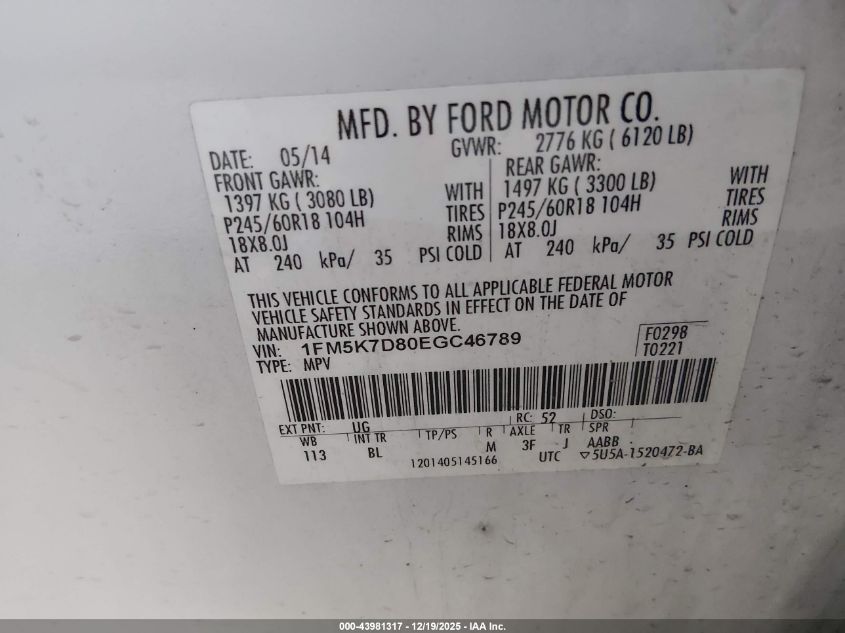 MFD. BY FORD MOTOR CO.
DATE: 05/14 GVWR: 2776 KG ( 6120 LB)
FRONT GAWR: REAR GAWR:
1397 KG ( 3080 LB) WITH 1497 KG ( 3300 LB) WITH
P245/60R18 104H TIRES P245/60R18 104H TIRES
18X8.0J RIMS 18X8.0J RIMS
AT 240 kPa/ 35 PSI COLD AT 240 kPa/ 35 PSI COLD
THIS VEHICLE CONFORMS TO ALL APPLICABLE FEDERAL MOTOR
VEHICLE SAFETY STANDARDS IN EFFECT ON THE DATE OF
MANUFACTURE SHOWN ABOVE.
VIN: 1FM5K7D80EGC46789 F0298
TYPE: MPV T0221
EXT PNT: UG RC: 52 DSO:
WB INT TR TP/PS R AXLE TR SPR
113 BL M 3F J AABB
1201405145166 UTC ▽5U5A-1520472-BA
000-43981317 - 12/19/2025 - IAA Inc.